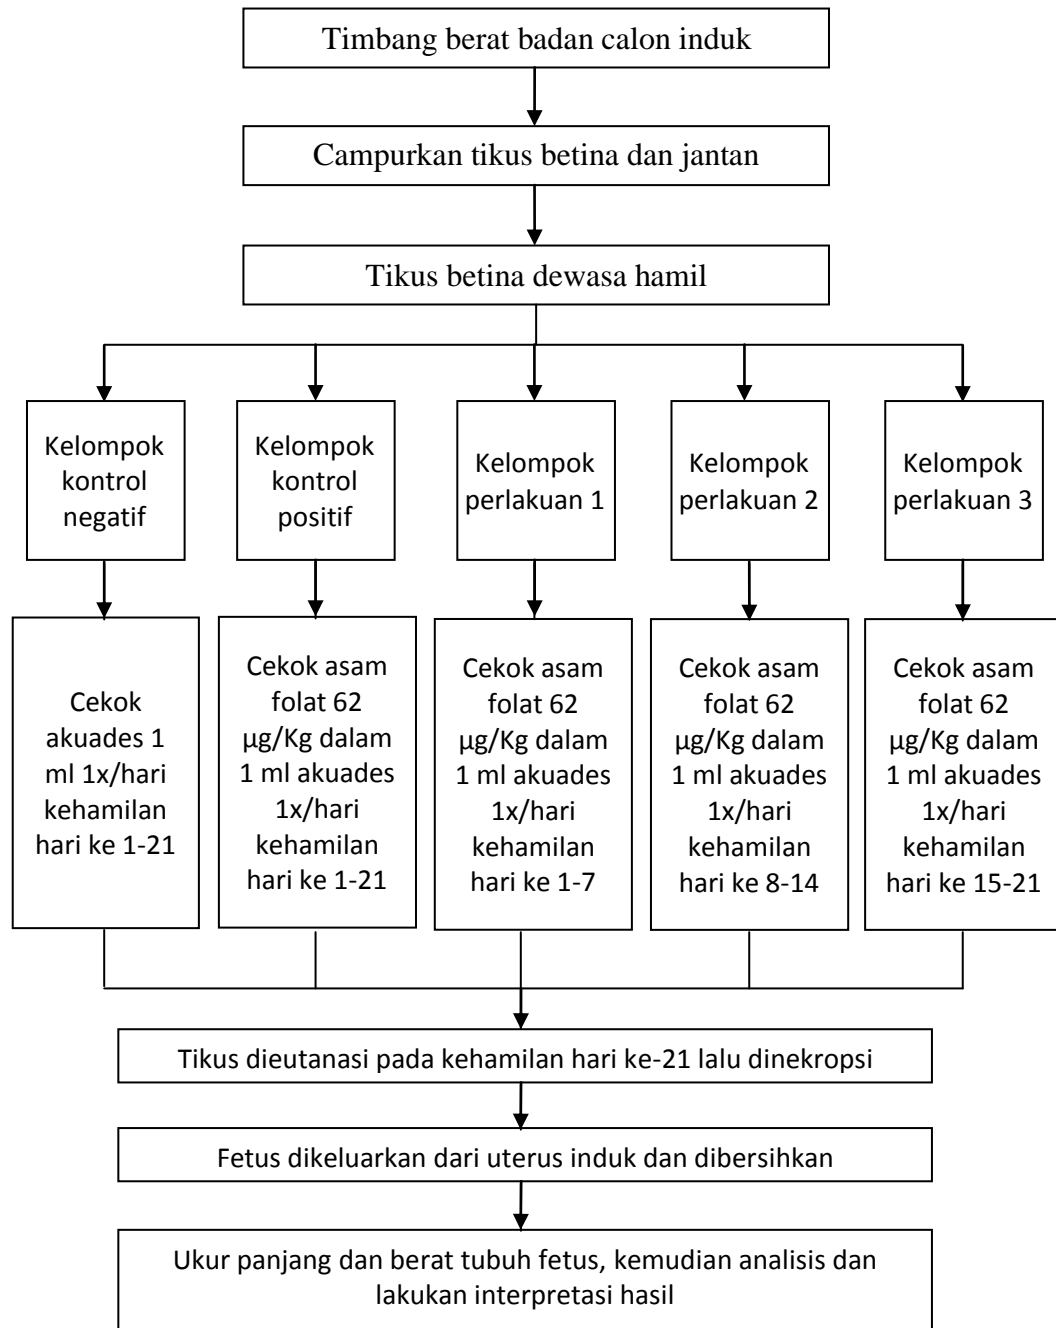 Timbang berat badan calon induk
Campurkan tikus betina dan jantan
Tikus betina dewasa hamil
Kelompok
kontrol
negatif
Kelompok
kontrol
positif
Kelompok
perlakuan 1
Kelompok
perlakuan 2
Kelompok
perlakuan 3
Cekok
akuades 1
ml 1x/hari
kehamilan
hari ke 1-21
Cekok asam
folat 62
µg/Kg dalam
1 ml akuades
1x/hari
kehamilan
hari ke 1-21
Cekok asam
folat 62
µg/Kg dalam
1 ml akuades
1x/hari
kehamilan
hari ke 1-7
Cekok asam
folat 62
µg/Kg dalam
1 ml akuades
1x/hari
kehamilan
hari ke 8-14
Cekok asam
folat 62
µg/Kg dalam
1 ml akuades
1x/hari
kehamilan
hari ke 15-21
Tikus dieutanasi pada kehamilan hari ke-21 lalu dinekropsi
Fetus dikeluarkan dari uterus induk dan dibersihkan
Ukur panjang dan berat tubuh fetus, kemudian analisis dan
lakukan interpretasi hasil